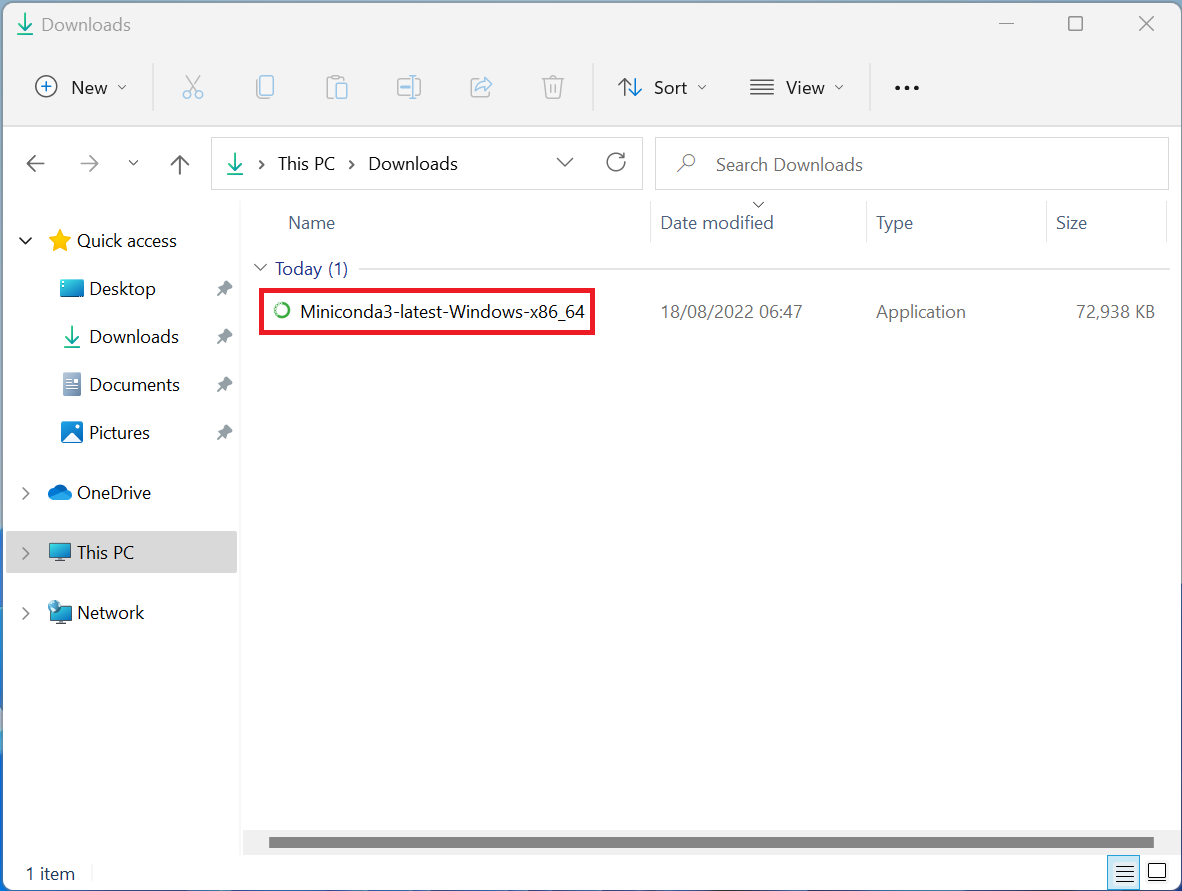 Downloads
New
Sort
View
This PC
Downloads
Search Downloads
Name
Date modified
Type
Size
Quick access
Desktop
Downloads
Documents
Pictures
OneDrive
This PC
Network
Today (1)
Miniconda3-latest-Windows-x86_64
18/08/2022 06:47
Application
72,938 KB
1 item